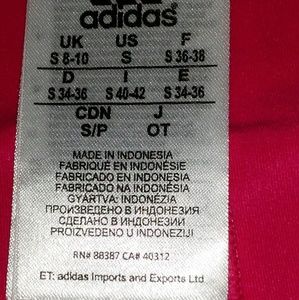 adidas
UK US F
S 8-10 S S 36-38
D I E
S 34-36 S 40-42 S 34-36
CDN J
S/P OT
MADE IN INDONESIA
FABRIQUÉ EN INDONÉSIE
FABRICADO EN INDONESIA
FABRICADO NA INDONÉSIA
GYÁRTVA: INDONÉZIA
ПРОИЗВЕДЕНО В ИНДОНЕЗИЯ
СДЕЛАНО В ИНДОНЕЗИИ
PROIZVEDENO U INDONEZIJI
RN# 88387 CA# 40312
ET: adidas Imports and Exports Ltd